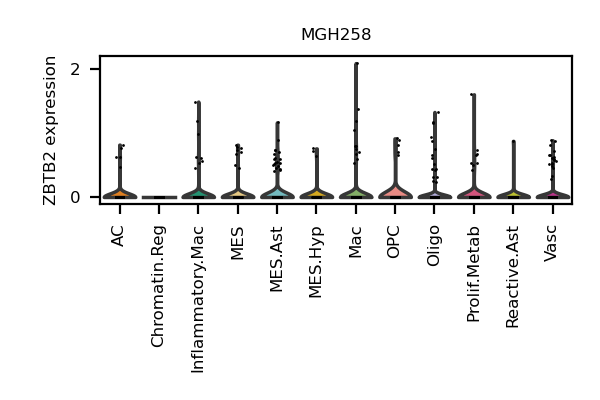 MGH258
ZBTB2 expression
2
0
AC
Chromatin.Reg
Inflammatory.Mac
MES
MES.Ast
MES.Hyp
Mac
OPC
Oligo
Prolif.Metab
Reactive.Ast
Vasc